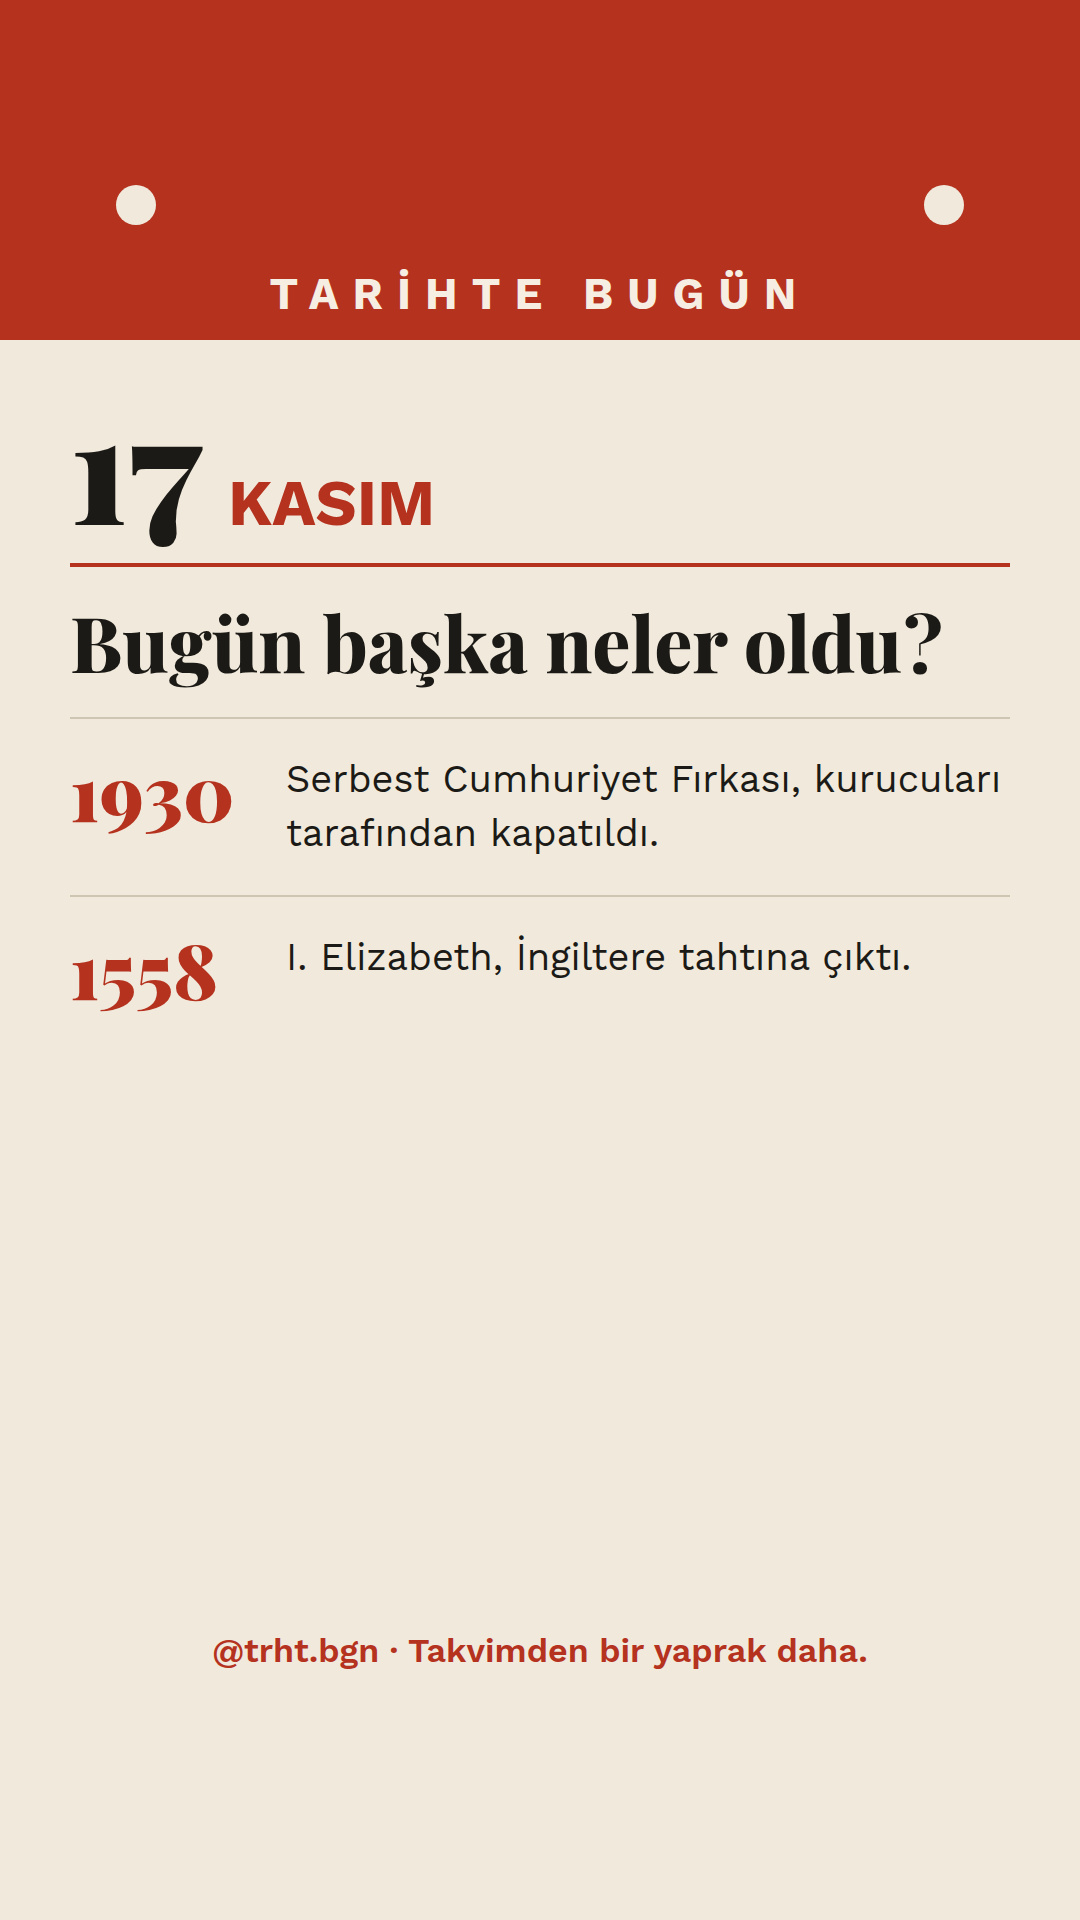 TARİHTE BUGÜN
17 KASIM
Bugün başka neler oldu?
1930 Serbest Cumhuriyet Fırkası, kurucuları
tarafından kapatıldı.
1558 I. Elizabeth, İngiltere tahtına çıktı.
@trht.bgn · Takvimden bir yaprak daha.